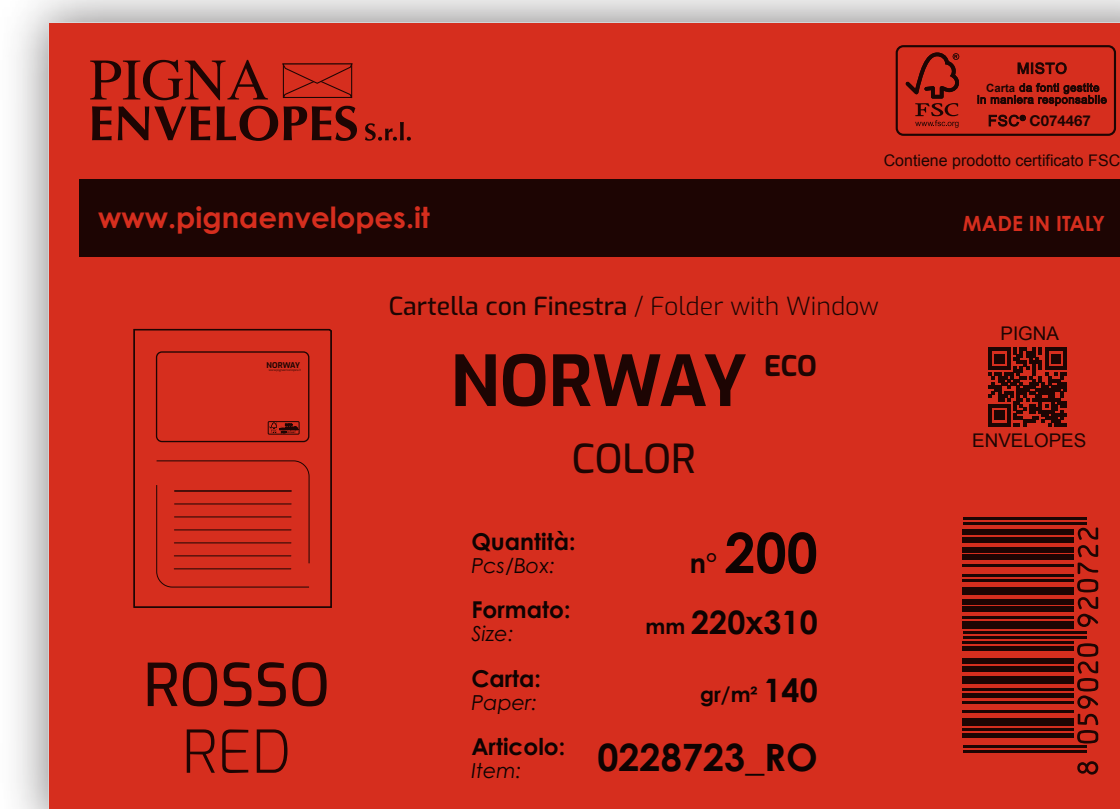 PIGNA
ENVELOPES S.r.l.
FSC®
www.fsc.org
MISTO
Carta da fonti gestite
in maniera responsabile
FSC® C074467
Contiene prodotto certificato FSC
www.pignaenvelopes.it
MADE IN ITALY
Cartella con Finestra / Folder with Window
NORWAY ECO
COLOR
NORWAY
ROSSO
RED
Quantità:
Pcs/Box:
n° 200
Formato:
Size:
mm 220x310
Carta:
Paper:
gr/m² 140
Articolo:
Item:
0228723_RO
PIGNA
ENVELOPES
8 059020 920722